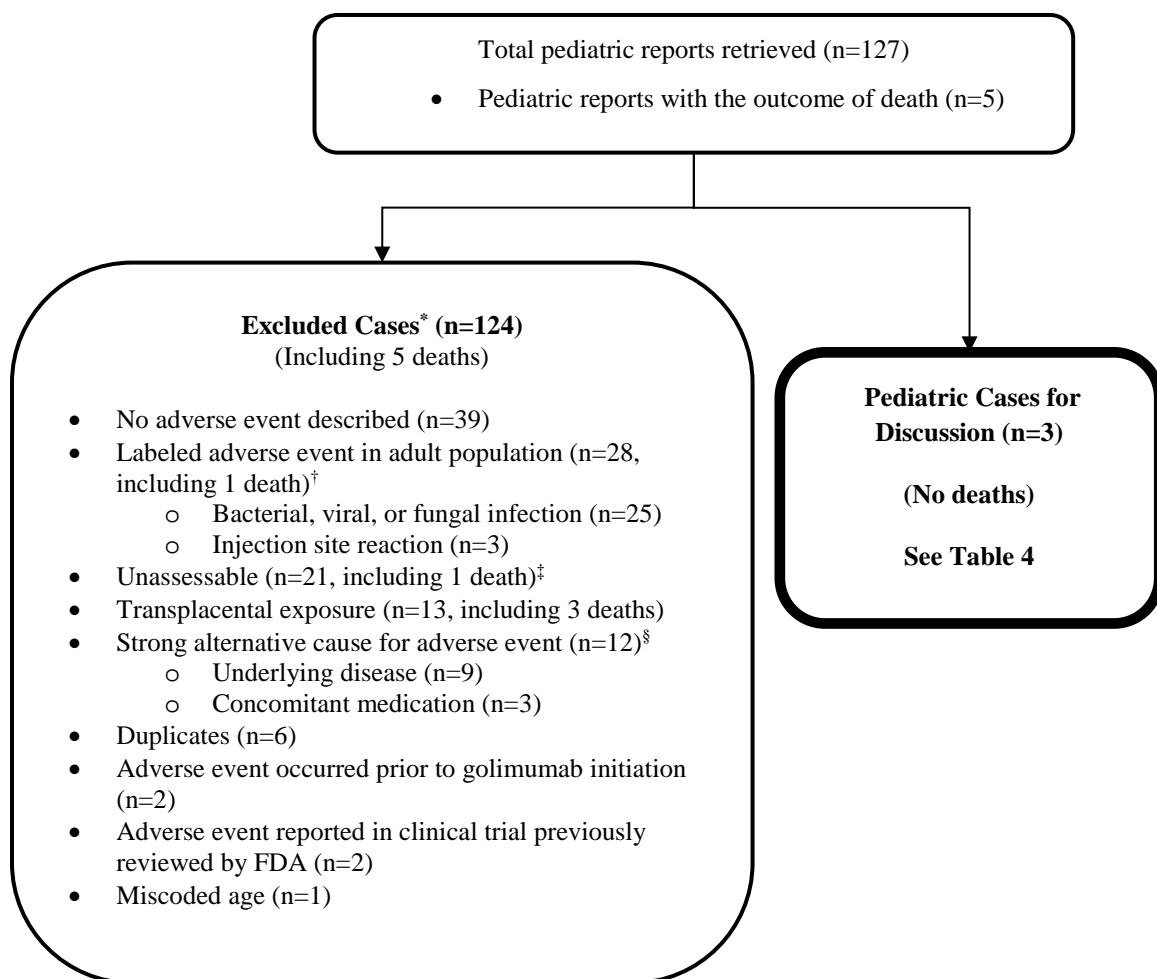 Total pediatric reports retrieved (n=127)
• Pediatric reports with the outcome of death (n=5)
Excluded Cases* (n=124)
(Including 5 deaths)
• No adverse event described (n=39)
• Labeled adverse event in adult population (n=28,
including 1 death)†
o Bacterial, viral, or fungal infection (n=25)
o Injection site reaction (n=3)
• Unassessable (n=21, including 1 death)‡
• Transplacental exposure (n=13, including 3 deaths)
• Strong alternative cause for adverse event (n=12)§
o Underlying disease (n=9)
o Concomitant medication (n=3)
• Duplicates (n=6)
• Adverse event occurred prior to golimumab initiation
(n=2)
• Adverse event reported in clinical trial previously
reviewed by FDA (n=2)
• Miscoded age (n=1)
Pediatric Cases for
Discussion (n=3)
(No deaths)
See Table 4